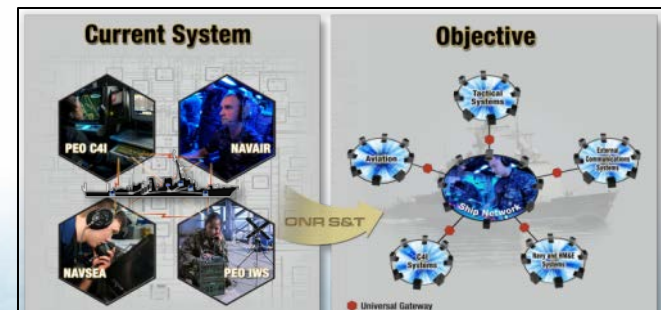 Current System
Objective
PEO C4I
NAVAIR
NAVSEA
PEO IWS
ONR S&T
Tactical
Systems
Aviation
External
Communications
Systems
Ship Network
C4I
Systems
Navy and HM&E
Systems
Universal Gateway